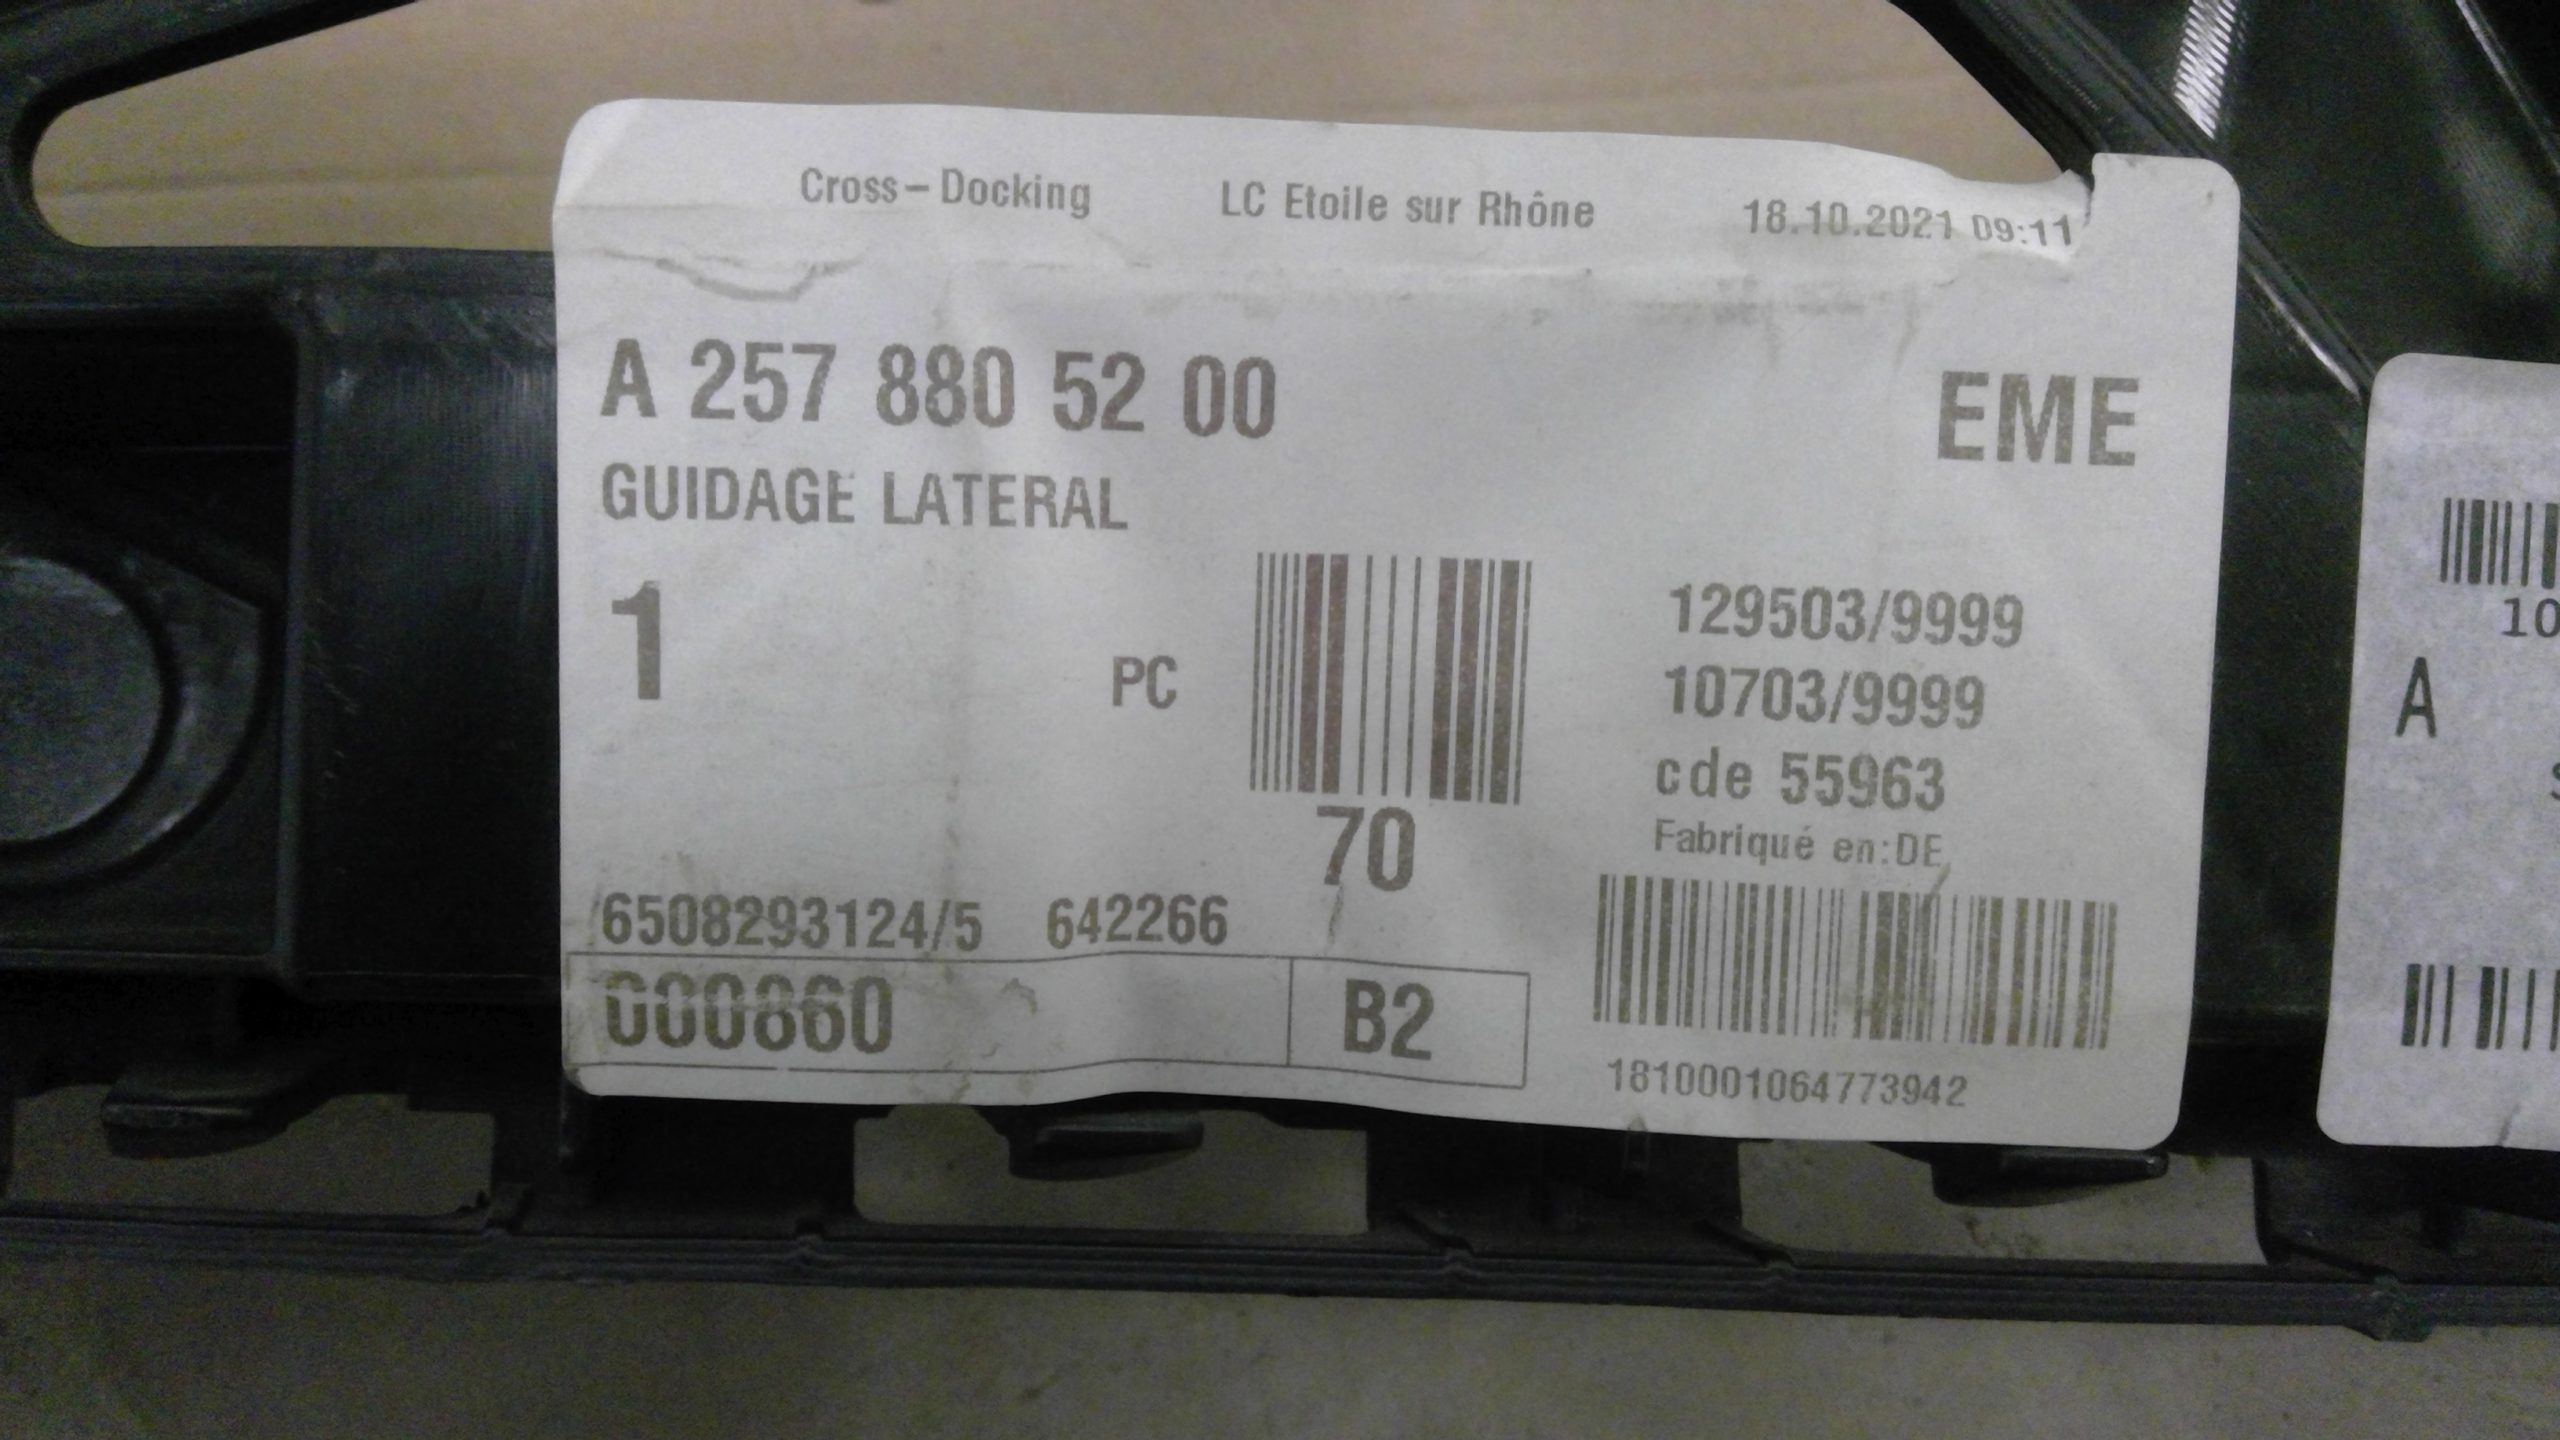 Cross-Docking LC Etoile sur Rhône 18.10.2021 09:11
A 257 880 52 00 EME
GUIDAGE LATERAL
1 PC
70
129503/9999
10703/9999
cde 55963
Fabriqué en:DE
6508293124/5 642266
000860 B2
1810001064773942
10
A